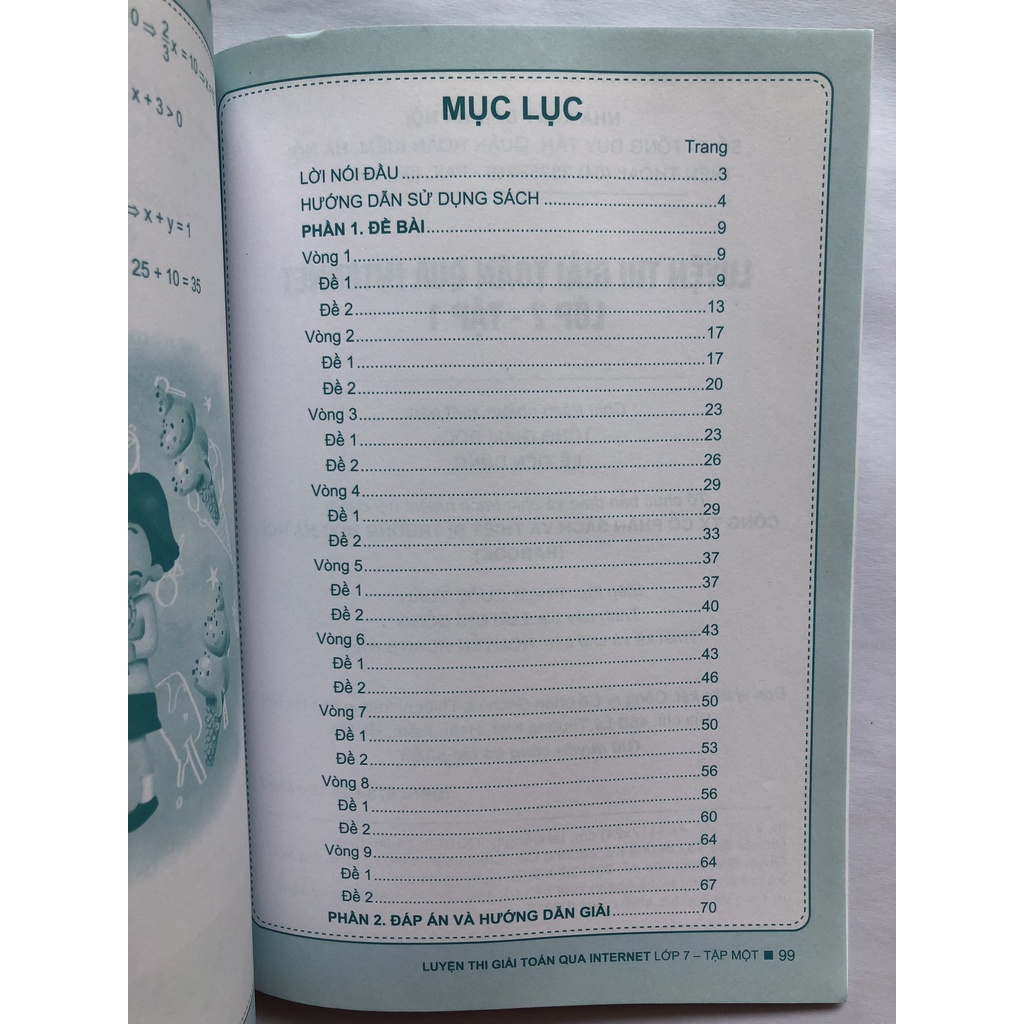 x + 3 > 0
⇒ x + y = 1
25 + 10 = 35
MỤC LỤC
Trang
LỜI NÓI ĐẦU 3
HƯỚNG DẪN SỬ DỤNG SÁCH 4
PHẦN 1. ĐỀ BÀI 9
Vòng 1 9
Đề 1 9
Đề 2 13
Vòng 2 17
Đề 1 17
Đề 2 20
Vòng 3 23
Đề 1 23
Đề 2 26
Vòng 4 29
Đề 1 29
Đề 2 33
Vòng 5 37
Đề 1 37
Đề 2 40
Vòng 6 43
Đề 1 43
Đề 2 46
Vòng 7 50
Đề 1 50
Đề 2 53
Vòng 8 56
Đề 1 56
Đề 2 60
Vòng 9 64
Đề 1 64
Đề 2 67
PHẦN 2. ĐÁP ÁN VÀ HƯỚNG DẪN GIẢI 70
LUYỆN THI GIẢI TOÁN QUA INTERNET LỚP 7 – TẬP MỘT ■ 99